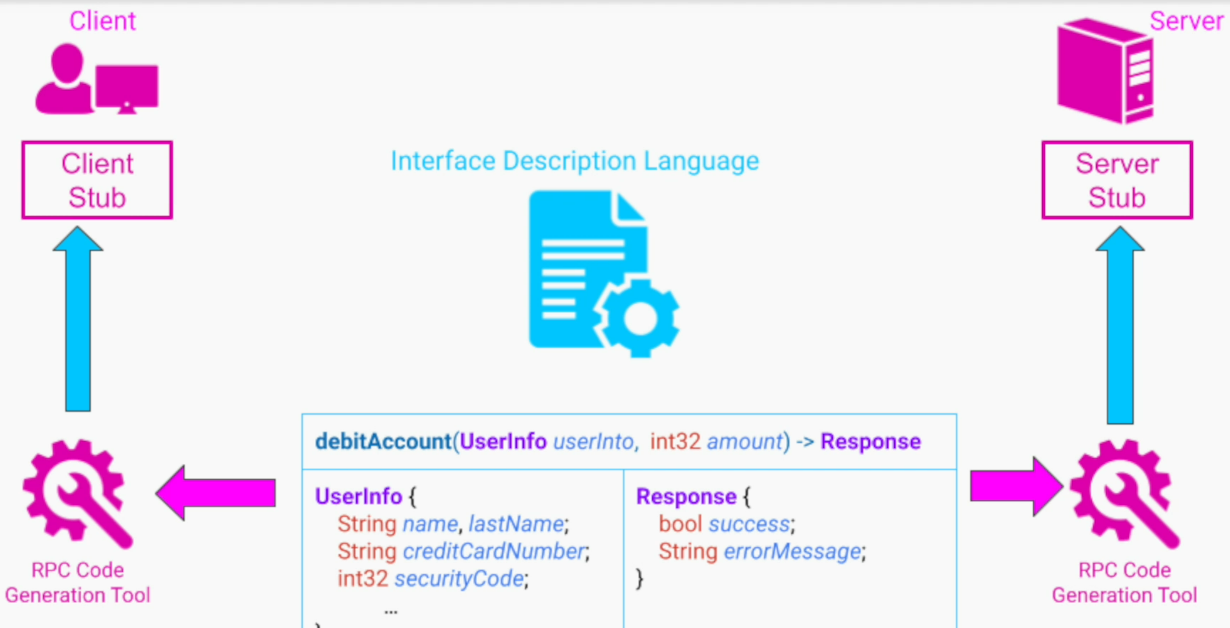 Client
Server
Client
Stub
Interface Description Language
Server
Stub
debitAccount(UserInfo userInto, int32 amount) -> Response
UserInfo {
String name, lastName;
String creditCardNumber;
int32 securityCode;
...
Response {
bool success;
String errorMessage;
}
RPC Code
Generation Tool
RPC Code
Generation Tool